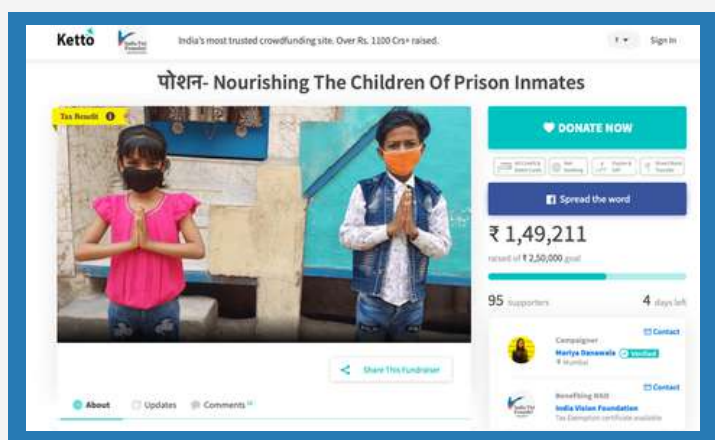 Ketto
India's most trusted crowdfunding site. Over Rs. 1100 Crs+ raised.
₹
Sign In
पोशन- Nourishing The Children Of Prison Inmates
Tax Benefit
DONATE NOW
Spread the word
₹ 1,49,211
raised of ₹ 2,50,000 goal
95 supporters
4 days left
Contact
Campaigner
Mariya Danawala Verified
Mumbai
Share This Fundraiser
Contact
Benefiting NGO
India Vision Foundation
Tax Exemption certificate available
About Updates Comments